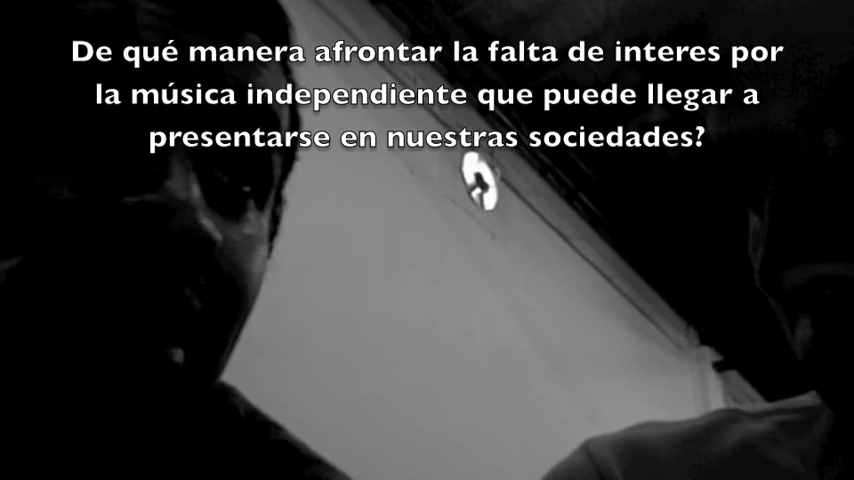 De qué manera afrontar la falta de interes por
la música independiente que puede llegar a
presentarse en nuestras sociedades?